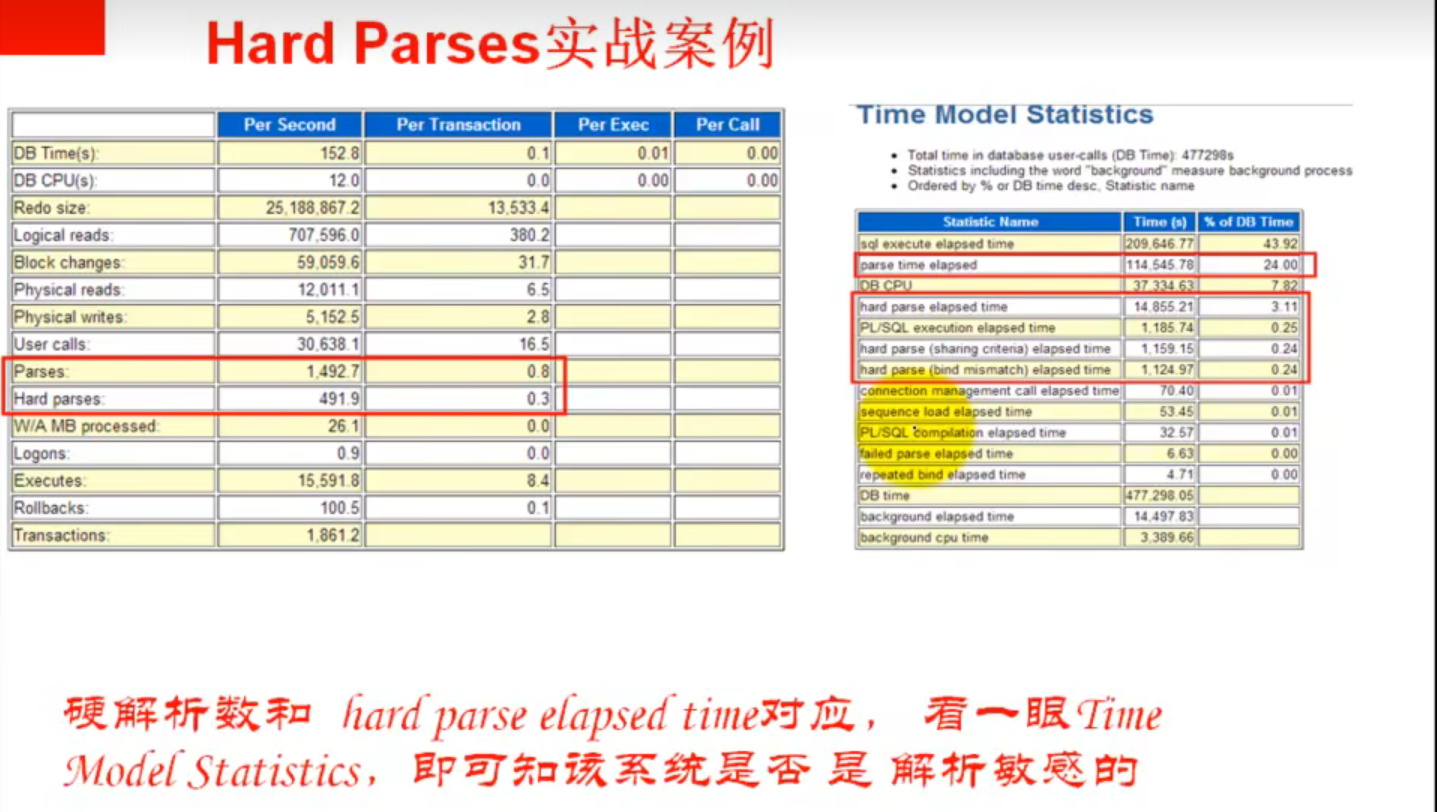 Hard Parses实战案例
Per Second Per Transaction Per Exec Per Call
DB Time(s): 152.8 0.1 0.01 0.00
DB CPU(s): 12.0 0.0 0.00 0.00
Redo size: 25,188,867.2 13,533.4
Logical reads: 707,596.0 380.2
Block changes: 59,059.6 31.7
Physical reads: 12,011.1 6.5
Physical writes: 5,152.5 2.8
User calls: 30,638.1 16.5
Parses: 1,492.7 0.8
Hard parses: 491.9 0.3
W/A MB processed: 26.1 0.0
Logons: 0.9 0.0
Executes: 15,591.8 8.4
Rollbacks: 100.5 0.1
Transactions: 1,861.2
Time Model Statistics
• Total time in database user-calls (DB Time): 477298s
• Statistics including the word "background" measure background process
• Ordered by % or DB time desc, Statistic name
Statistic Name Time (s) % of DB Time
sql execute elapsed time 209,646.77 43.92
parse time elapsed 114,545.78 24.00
DB CPU 37,334.63 7.82
hard parse elapsed time 14,855.21 3.11
PL/SQL execution elapsed time 1,185.74 0.25
hard parse (sharing criteria) elapsed time 1,159.15 0.24
hard parse (bind mismatch) elapsed time 1,124.97 0.24
connection management call elapsed time 70.40 0.01
sequence load elapsed time 53.45 0.01
PL/SQL compilation elapsed time 32.57 0.01
failed parse elapsed time 6.63 0.00
repeated bind elapsed time 4.71 0.00
DB time 477,298.05
background elapsed time 14,497.83
background cpu time 3,389.66
硬解析数和 hard parse elapsed time对应，看一眼Time
Model Statistics，即可知该系统是否 是 解析敏感的